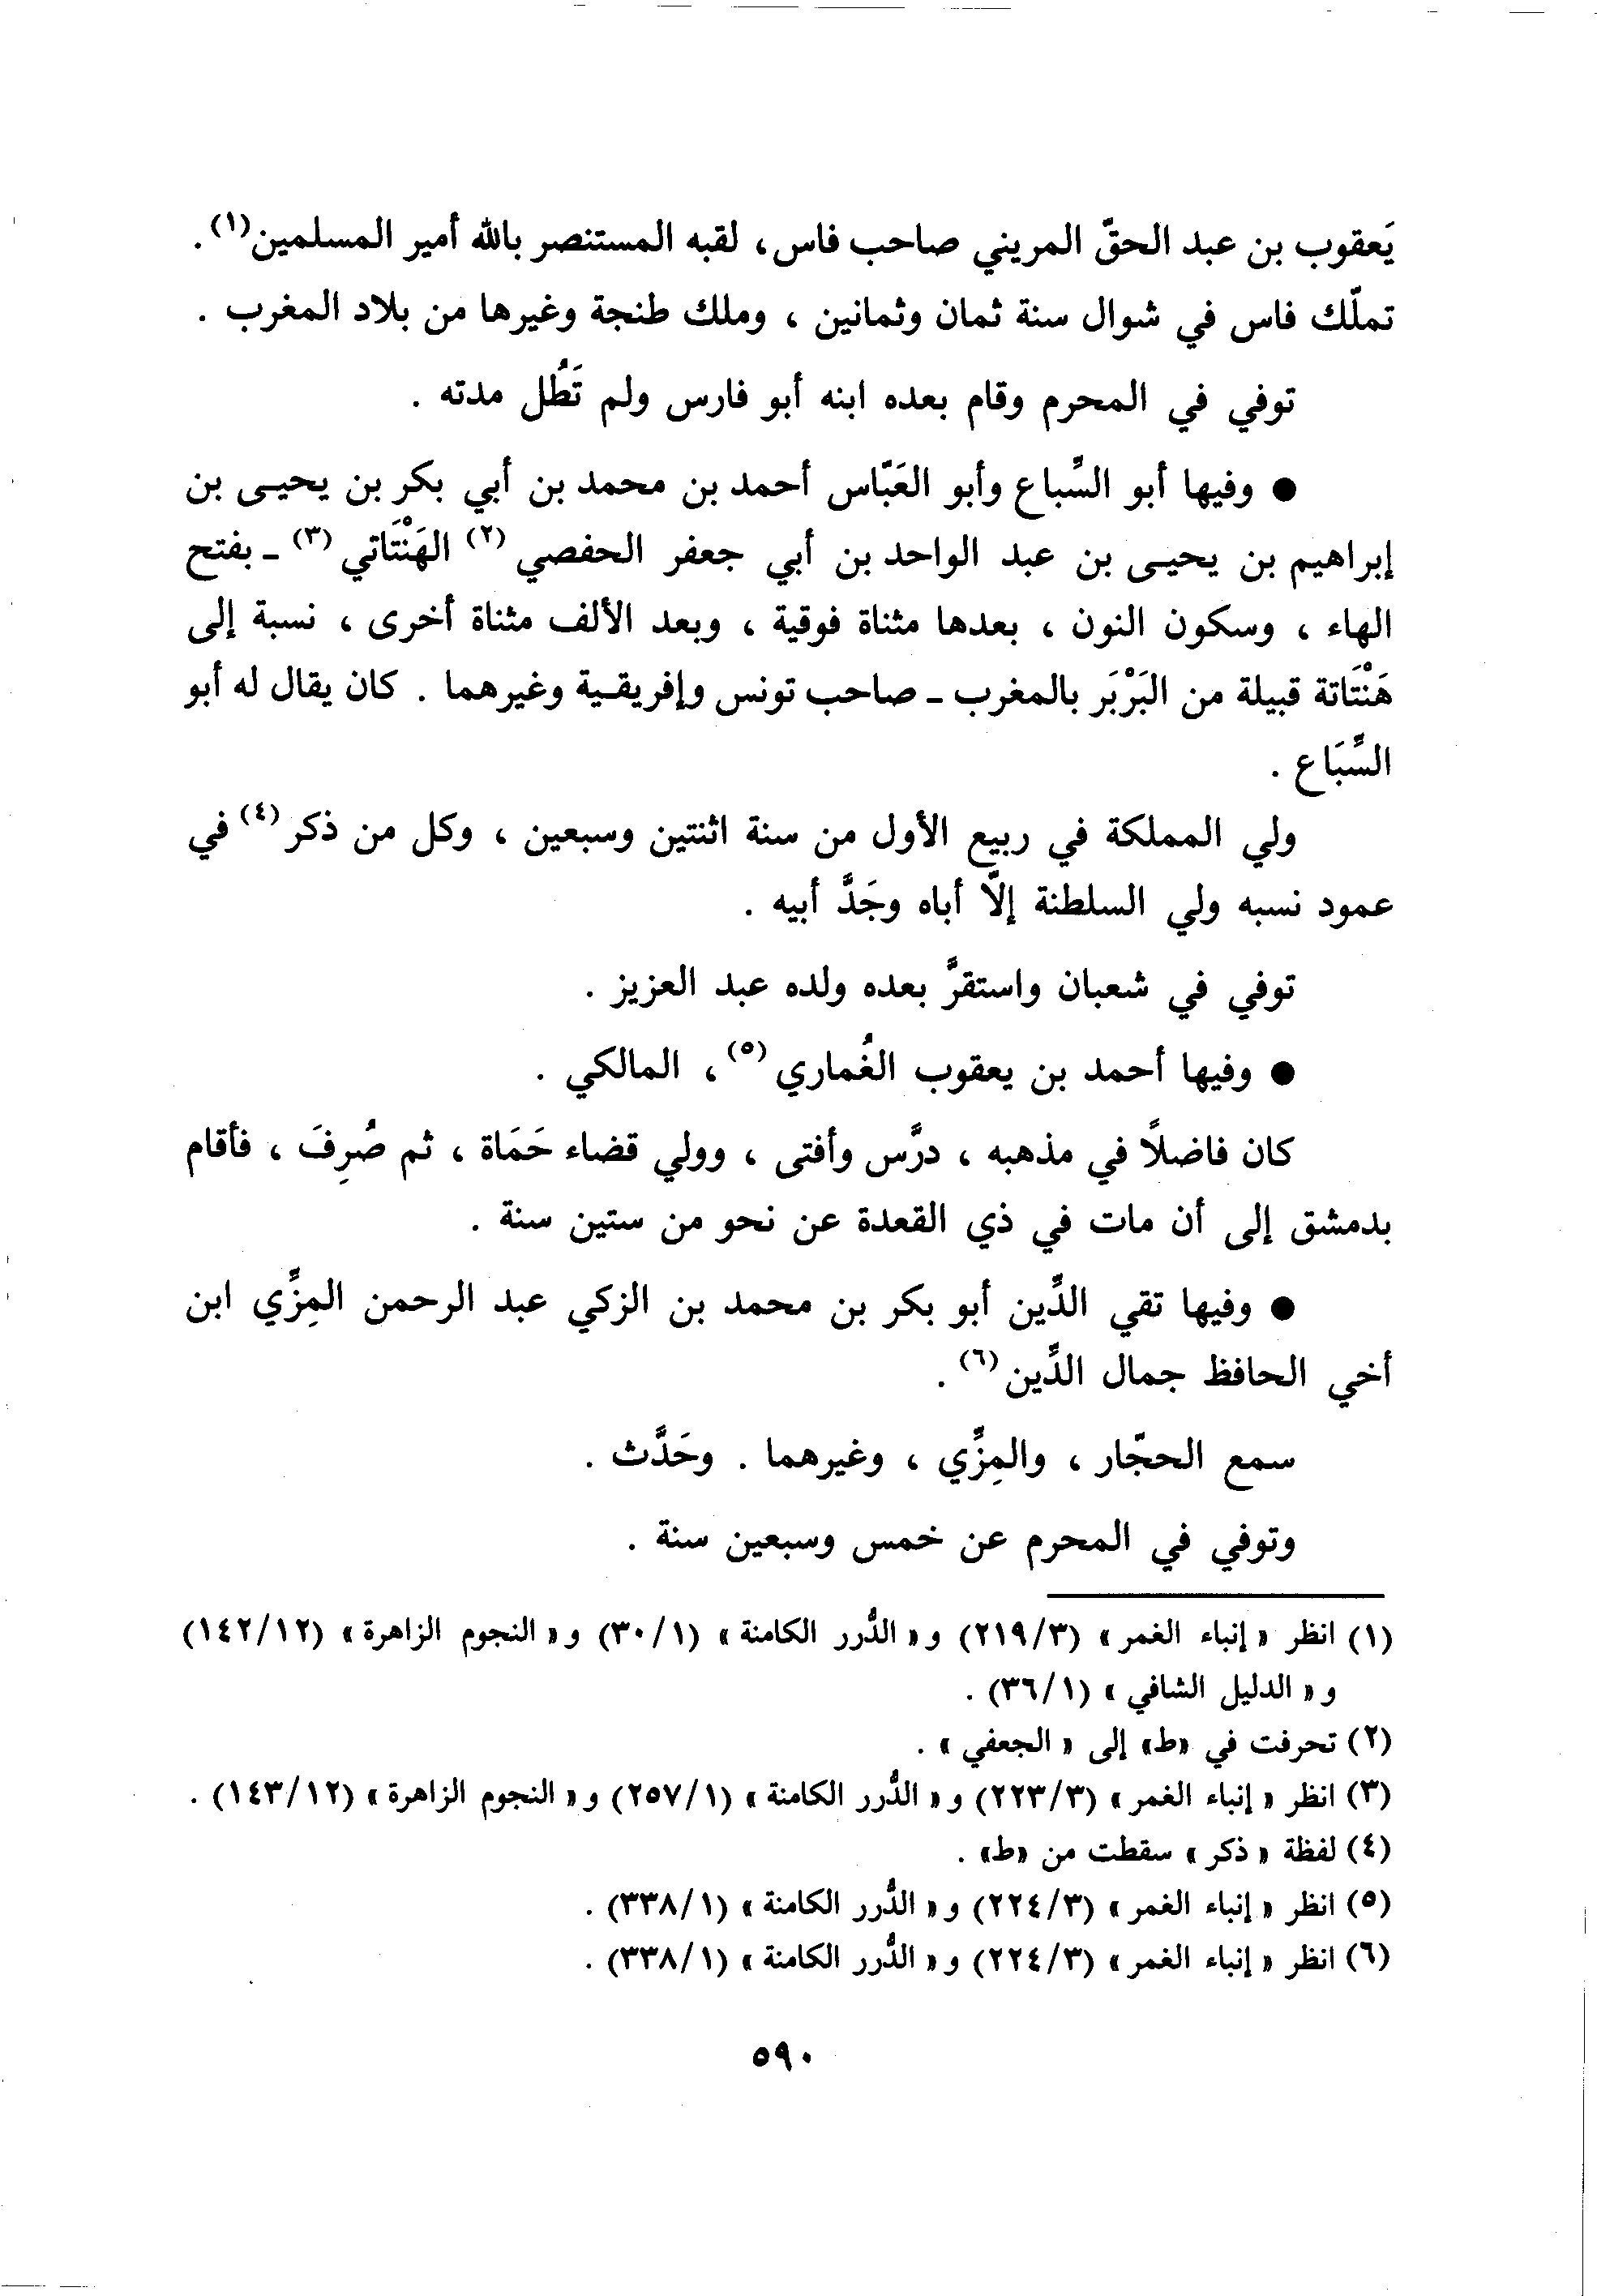 يَعقوب بن عبد الحقّ المريني صاحب فاس، لقبه المستنصر بالله أمير المسلمين(١).
تملّك فاس في شوال سنة ثمان وثمانين ، وملك طنجة وغيرها من بلاد المغرب .
توفي في المحرم وقام بعده ابنه أبو فارس ولم تَطُل مدته .
● وفيها أبو السِّباع وأبو العَبَّاس أحمد بن محمد بن أبي بكر بن يحيى بن
إبراهيم بن يحيى بن عبد الواحد بن أبي جعفر الحفصي (٢) الهَنْتَاتي (٣) ـ بفتح
الهاء ، وسكون النون ، بعدها مثناة فوقية ، وبعد الألف مثناة أخرى ، نسبة إلى
هَنْتَاتة قبيلة من البَرْبَر بالمغرب ـ صاحب تونس وإفريقية وغيرهما . كان يقال له أبو
السِّبَاع .
ولي المملكة في ربيع الأول من سنة اثنتين وسبعين ، وكل من ذكر (٤) في
عمود نسبه ولي السلطنة إلّا أباه وجَدَّ أبيه .
توفي في شعبان واستقرَّ بعده ولده عبد العزيز .
● وفيها أحمد بن يعقوب الغُماري (٥) ، المالكي .
كان فاضلًا في مذهبه ، درَّس وأفتى ، وولي قضاء حَمَاة ، ثم صُرِفَ ، فأقام
بدمشق إلى أن مات في ذي القعدة عن نحو من ستين سنة .
● وفيها تقي الدِّين أبو بكر بن محمد بن الزكي عبد الرحمن المِزِّي ابن
أخي الحافظ جمال الدِّين (٦) .
سمع الحجّار ، والمِزِّي ، وغيرهما . وحَدَّث .
وتوفي في المحرم عن خمس وسبعين سنة .
(١) انظر « إنباء الغمر » (٢١٩/٣) و « الدُّرر الكامنة » (٣٠/١) و « النجوم الزاهرة » (١٤٢/١٢)
و « الدليل الشافي » (٣٦/١) .
(٢) تحرفت في «ط» إلى « الجعفي » .
(٣) انظر « إنباء الغمر » (٢٢٣/٣) و « الدُّرر الكامنة » (٢٥٧/١) و « النجوم الزاهرة » (١٤٣/١٢) .
(٤) لفظة « ذكر » سقطت من «ط» .
(٥) انظر « إنباء الغمر » (٢٢٤/٣) و « الدُّرر الكامنة » (٣٣٨/١) .
(٦) انظر « إنباء الغمر » (٢٢٤/٣) و « الدُّرر الكامنة » (٣٣٨/١) .
٥٩٠